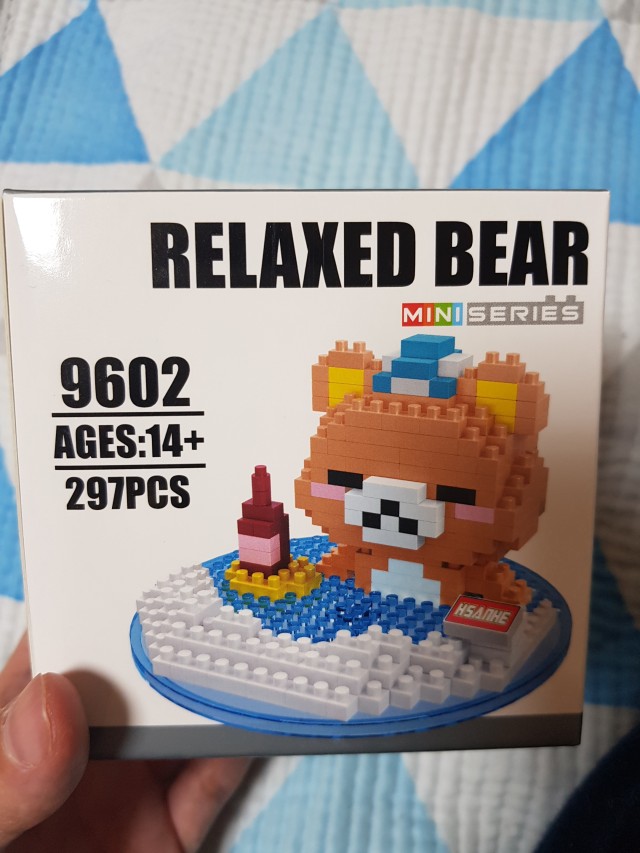 RELAXED BEAR
MINI SERIES
9602
AGES:14+
297PCS
HSANHE